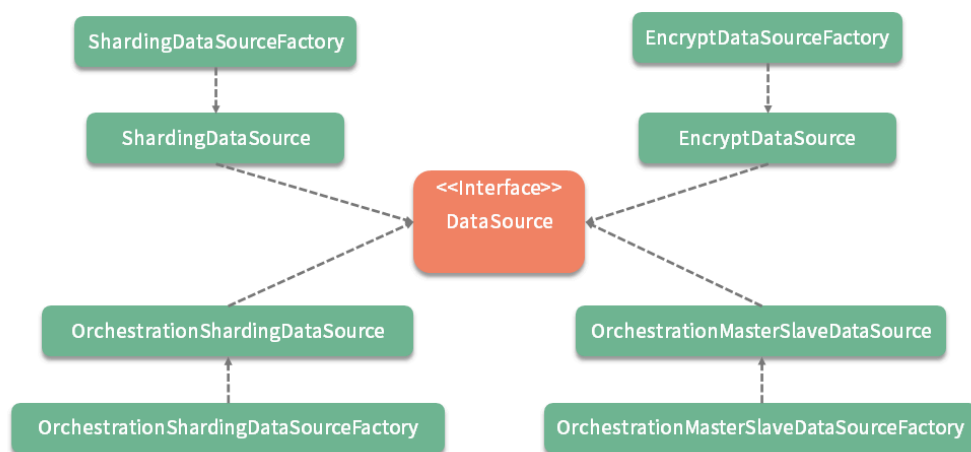 ShardingDataSourceFactory
EncryptDataSourceFactory
ShardingDataSource
EncryptDataSource
<<Interface>>
DataSource
OrchestrationShardingDataSource
OrchestrationMasterSlaveDataSource
OrchestrationShardingDataSourceFactory
OrchestrationMasterSlaveDataSourceFactory